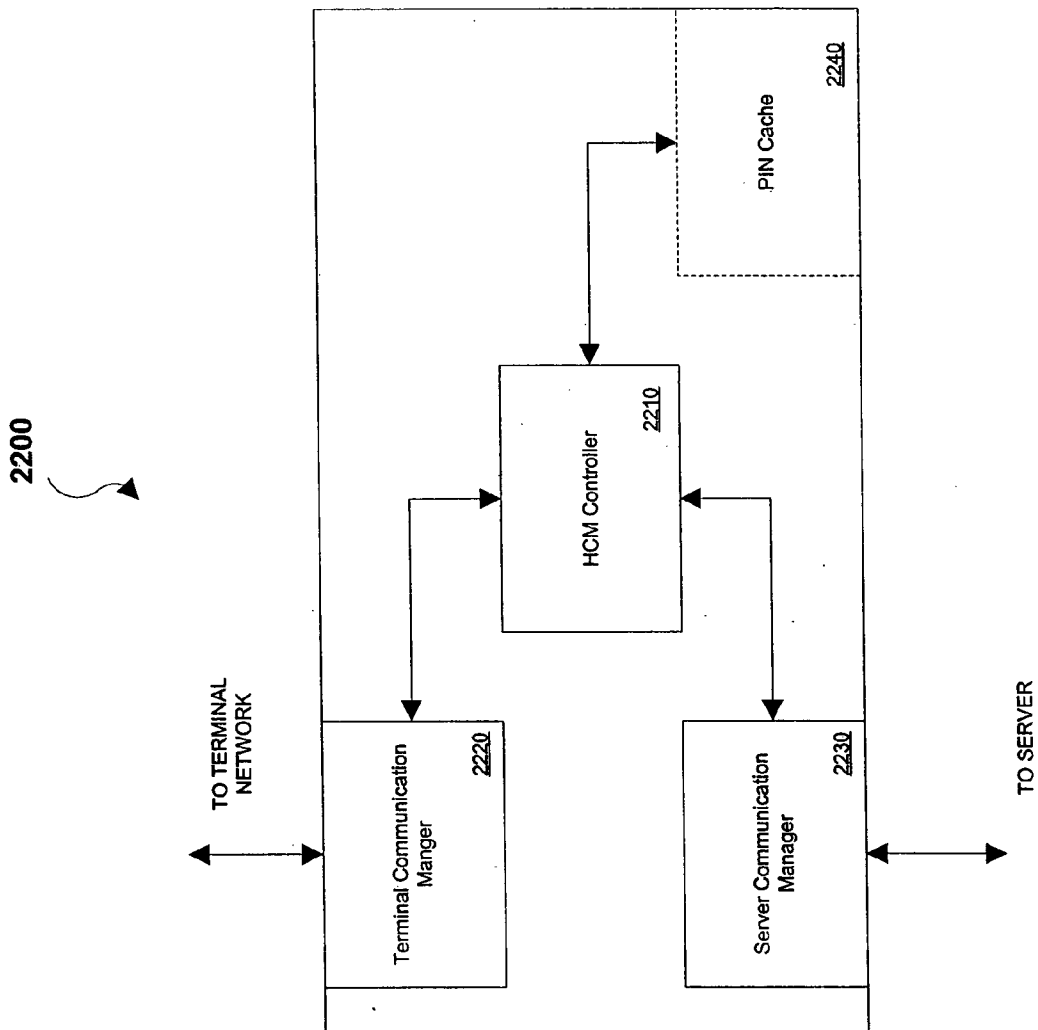 2200
TO TERMINAL
NETWORK
Terminal Communication
Manger
2220
HCM Controller
2210
PIN Cache
2240
Server Communication
Manager
2230
TO SERVER